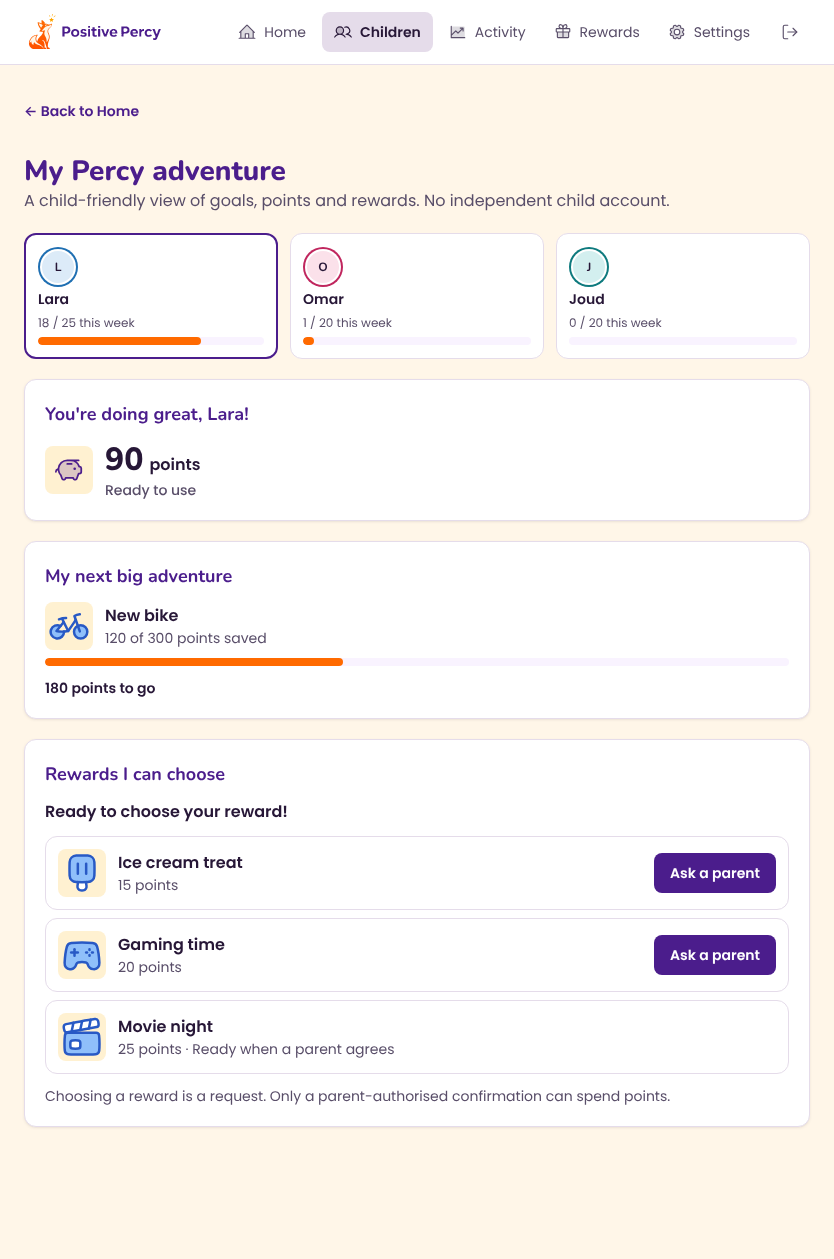 Positive Percy
Home
Children
Activity
Rewards
Settings
← Back to Home
My Percy adventure
A child-friendly view of goals, points and rewards. No independent child account.
L
Lara
18 / 25 this week
O
Omar
1 / 20 this week
J
Joud
0 / 20 this week
You're doing great, Lara!
90 points
Ready to use
My next big adventure
New bike
120 of 300 points saved
180 points to go
Rewards I can choose
Ready to choose your reward!
Ice cream treat
15 points
Ask a parent
Gaming time
20 points
Ask a parent
Movie night
25 points · Ready when a parent agrees
Choosing a reward is a request. Only a parent-authorised confirmation can spend points.